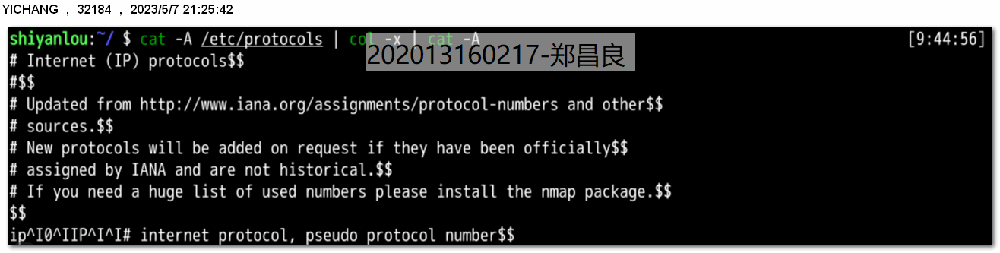 YICHANG , 32184 , 2023/5/7 21:25:42
shiyanlou:~/ $ cat -A /etc/protocols | col -x | cat -A [9:44:56]
202013160217-郑昌良
# Internet (IP) protocols$$
#$$
# Updated from http://www.iana.org/assignments/protocol-numbers and other$$
# sources.$$
# New protocols will be added on request if they have been officially$$
# assigned by IANA and are not historical.$$
# If you need a huge list of used numbers please install the nmap package.$$
$$
ip^I0^IIP^I^I# internet protocol, pseudo protocol number$$